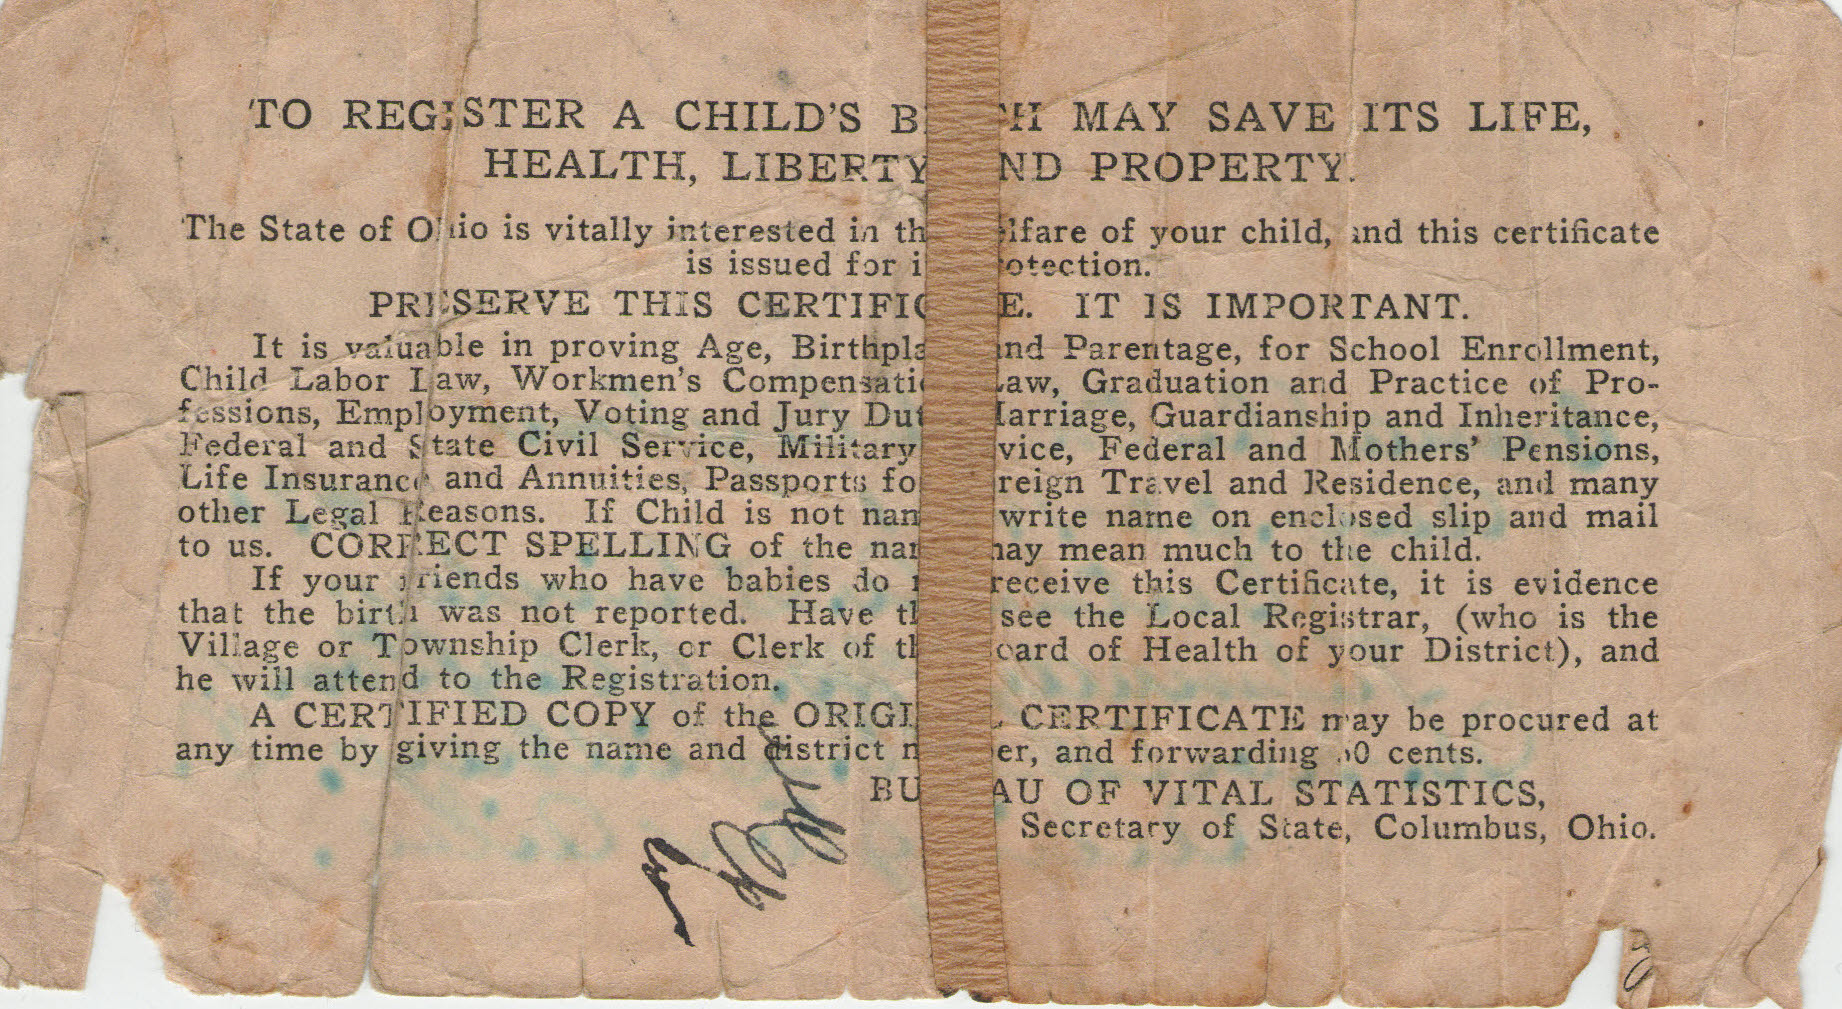 TO REGISTER A CHILD'S B H MAY SAVE ITS LIFE,
HEALTH, LIBERTY ND PROPERTY.
The State of Ohio is vitally interested in th lfare of your child, and this certificate
is issued for i otection.
PRESERVE THIS CERTIFIC E. IT IS IMPORTANT.
It is valuable in proving Age, Birthpla nd Parentage, for School Enrollment,
Child Labor Law, Workmen's Compensati aw, Graduation and Practice of Pro-
fessions, Employment, Voting and Jury Dut arriage, Guardianship and Inheritance,
Federal and State Civil Service, Military vice, Federal and Mothers' Pensions,
Life Insurance and Annuities, Passports fo reign Travel and Residence, and many
other Legal Reasons. If Child is not nam write name on enclosed slip and mail
to us. CORRECT SPELLING of the na ay mean much to the child.
If your friends who have babies do receive this Certificate, it is evidence
that the birth was not reported. Have th see the Local Registrar, (who is the
Village or Township Clerk, or Clerk of th oard of Health of your District), and
he will attend to the Registration.
A CERTIFIED COPY of the ORIGI CERTIFICATE may be procured at
any time by giving the name and district n er, and forwarding cents.
BU AU OF VITAL STATISTICS,
Secretary of State, Columbus, Ohio.